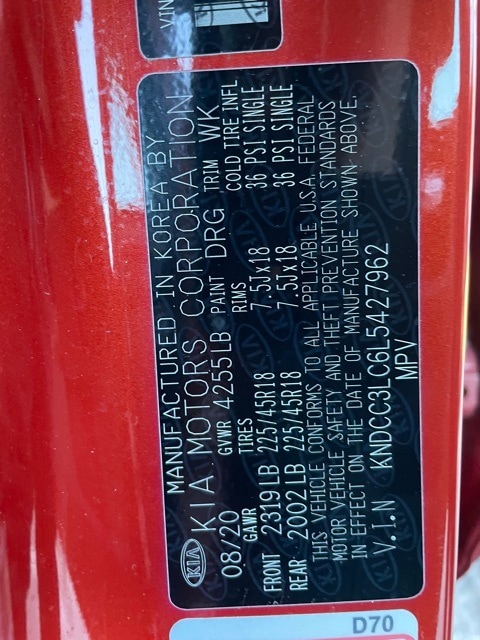 VIN
MANUFACTURED IN KOREA BY
KIA KIA MOTORS CORPORATION
08/20 GVWR 4255LB PAINT DRG TRIM WK
GAWR TIRES RIMS COLD TIRE INFL
FRONT 2319LB 225/45R18 7.5Jx18 36 PSI SINGLE
REAR 2002LB 225/45R18 7.5Jx18 36 PSI SINGLE
THIS VEHICLE CONFORMS TO ALL APPLICABLE U.S.A. FEDERAL
MOTOR VEHICLE SAFETY AND THEFT PREVENTION STANDARDS
IN EFFECT ON THE DATE OF MANUFACTURE SHOWN ABOVE.
V.I.N KNDCC3LC6L5427962
MPV
D70